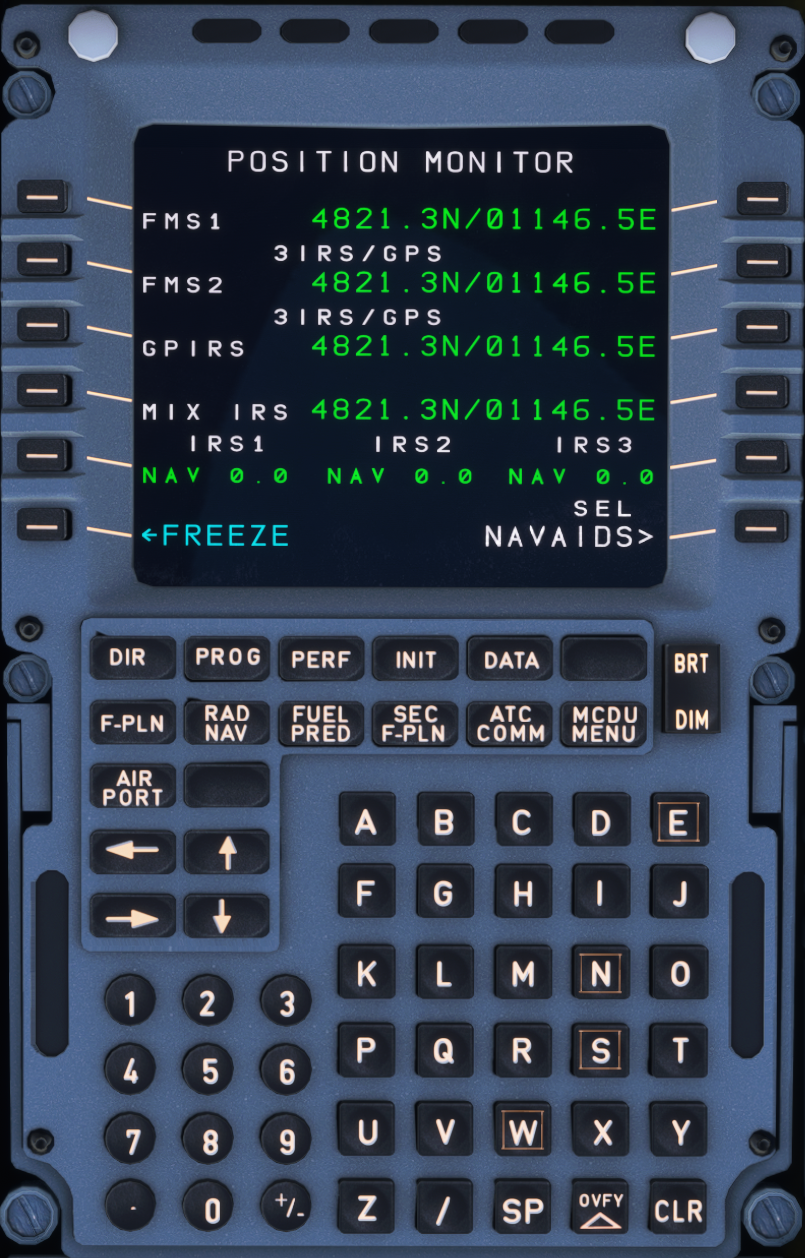 POSITION MONITOR
FMS1 4821.3N/01146.5E
3IRS/GPS
FMS2 4821.3N/01146.5E
3IRS/GPS
GPIRS 4821.3N/01146.5E
MIX IRS 4821.3N/01146.5E
IRS1 IRS2 IRS3
NAV 0.0 NAV 0.0 NAV 0.0
SEL
←FREEZE NAVAIDS>
DIR PROG PERF INIT DATA BRT
F-PLN RAD NAV FUEL PRED SEC F-PLN ATC COMM MCDU MENU DIM
AIR PORT
← ↑
→ ↓
A B C D E
F G H I J
K L M N O
1 2 3
P Q R S T
4 5 6
U V W X Y
7 8 9
Z / SP OVFY △ CLR
. 0 +/-